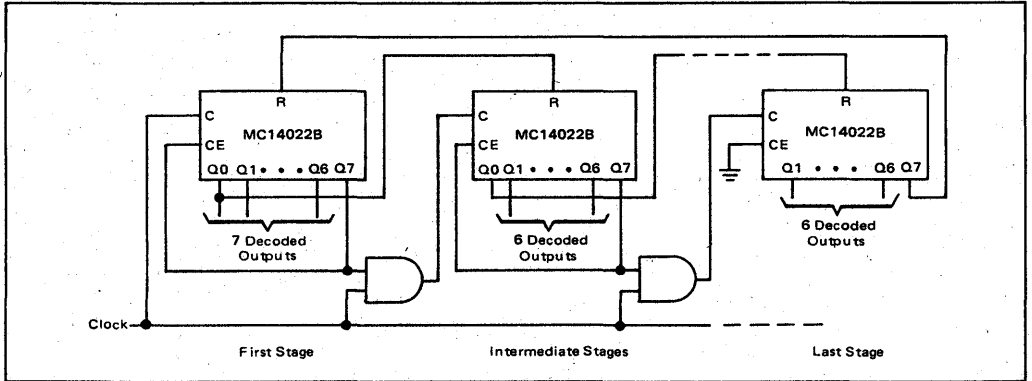 R
R
R
C
MC14022B
CE
Q0 Q1 • • • Q6 Q7
C
MC14022B
CE
Q0 Q1 • • • Q6 Q7
C
MC14022B
CE
Q1 • • • Q6 Q7
7 Decoded
Outputs
6 Decoded
Outputs
6 Decoded
Outputs
Clock
First Stage
Intermediate Stages
Last Stage